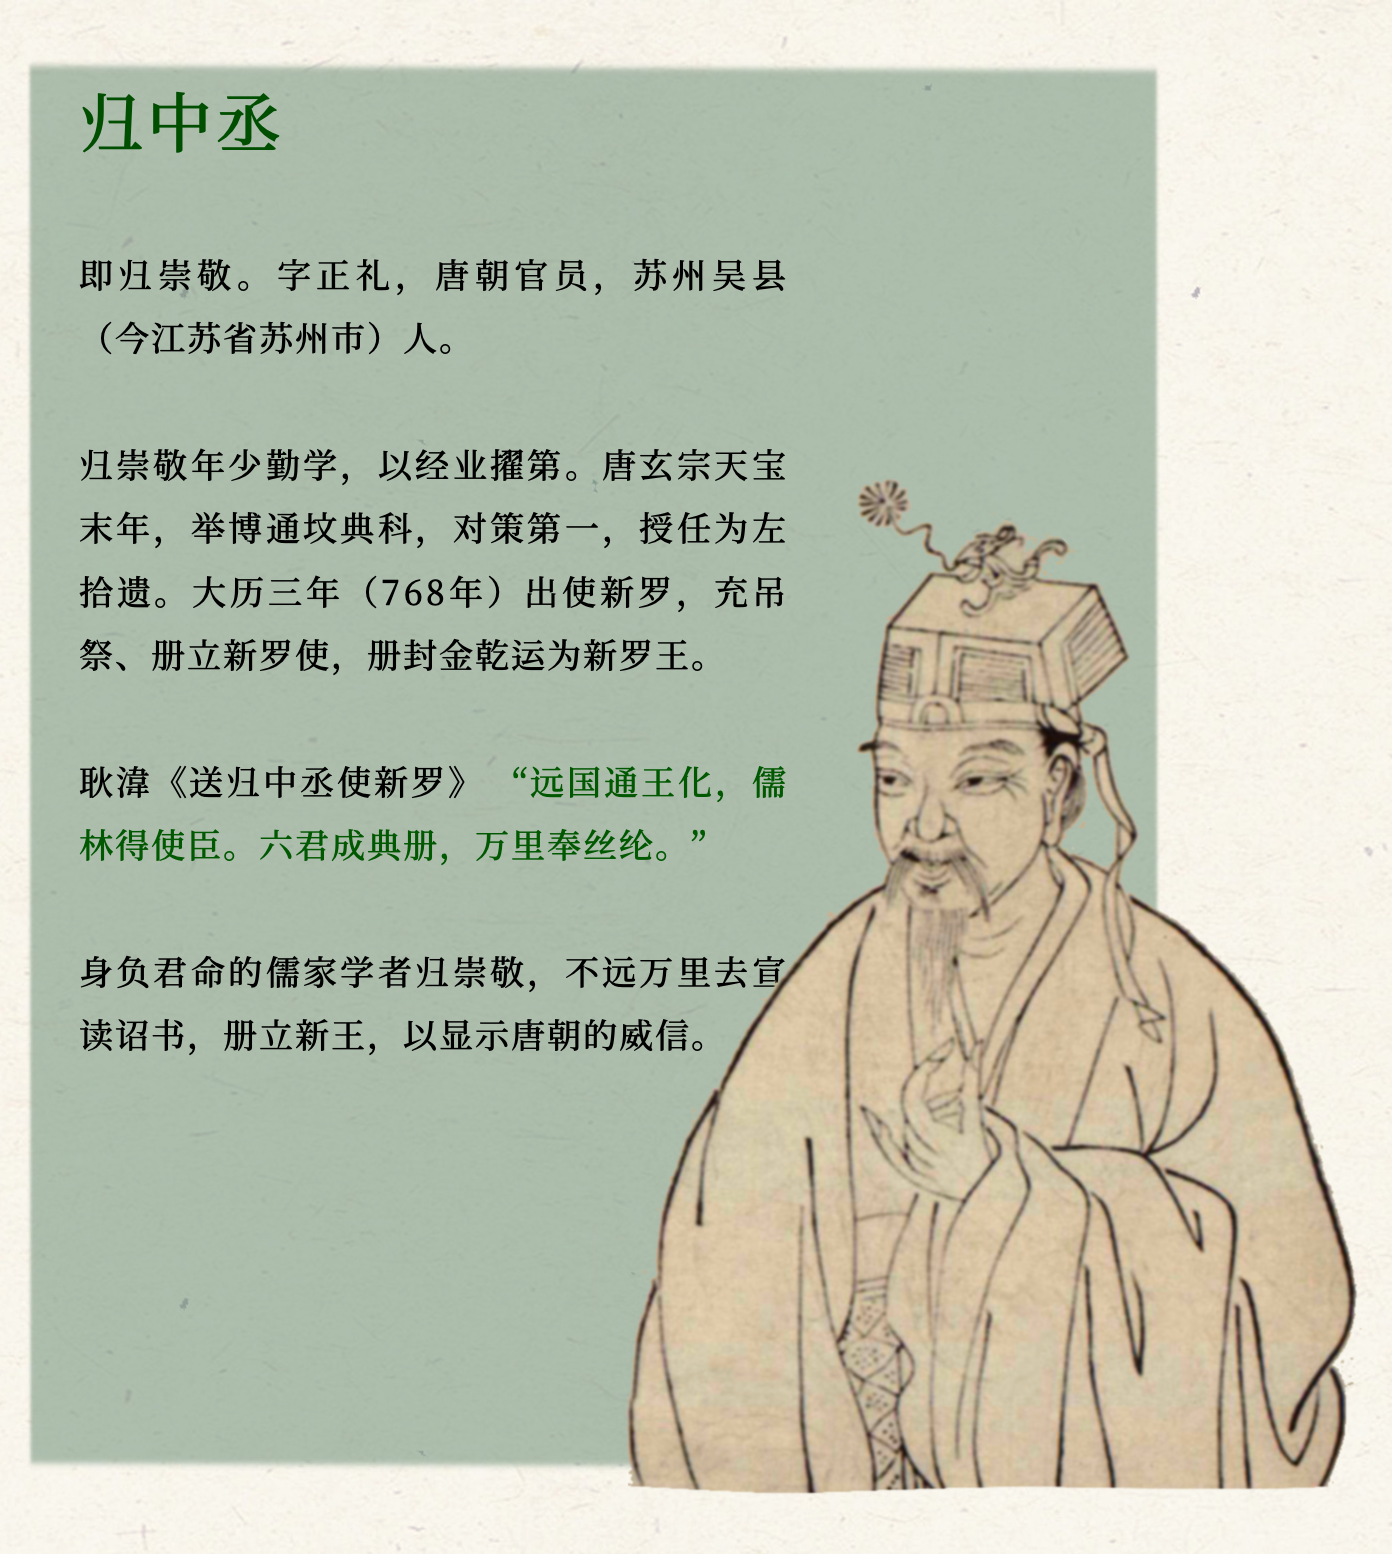 归中丞
即归崇敬。字正礼，唐朝官员，苏州吴县
（今江苏省苏州市）人。
归崇敬年少勤学，以经业擢第。唐玄宗天宝
末年，举博通坟典科，对策第一，授任为左
拾遗。大历三年（768年）出使新罗，充吊
祭、册立新罗使，册封金乾运为新罗王。
耿湋《送归中丞使新罗》 “远国通王化，儒
林得使臣。六君成典册，万里奉丝纶。”
身负君命的儒家学者归崇敬，不远万里去宣
读诏书，册立新王，以显示唐朝的威信。